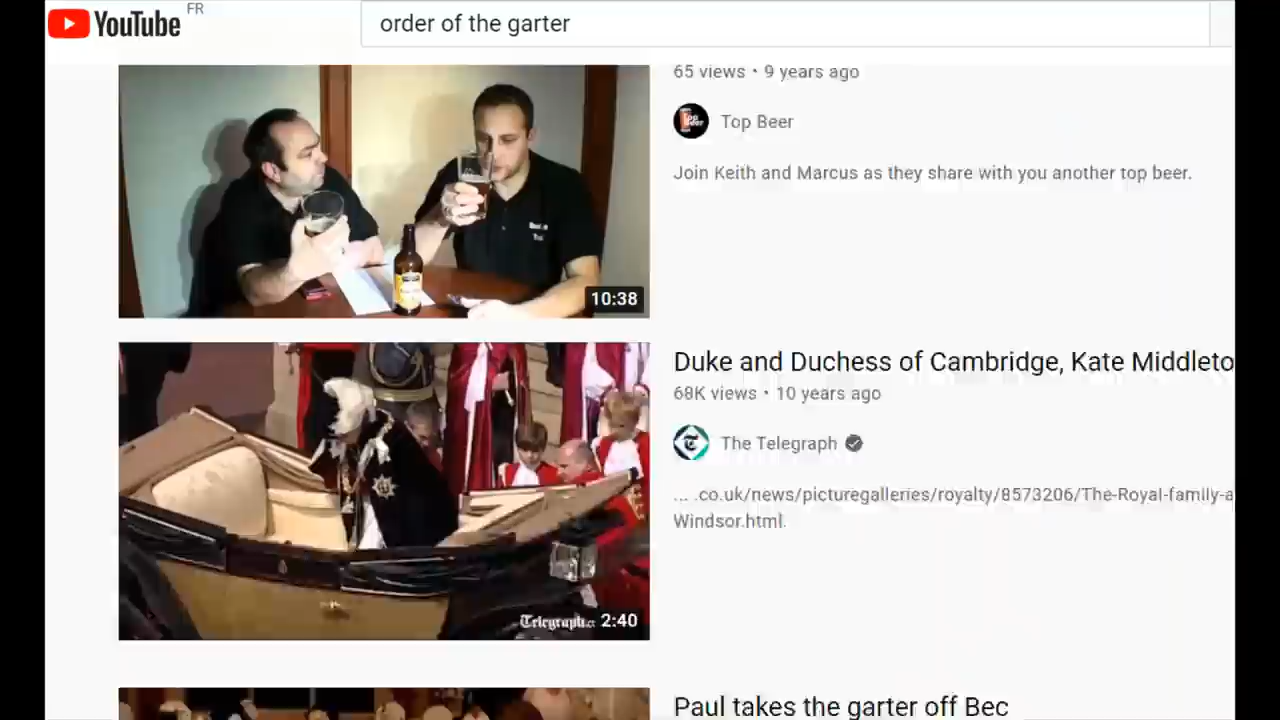 YouTube FR
order of the garter
65 views • 9 years ago
Top Beer
Join Keith and Marcus as they share with you another top beer.
10:38
Duke and Duchess of Cambridge, Kate Middleto
68K views • 10 years ago
The Telegraph
... .co.uk/news/picturegalleries/royalty/8573206/The-Royal-family-a
Windsor.html.
2:40
Paul takes the garter off Bec